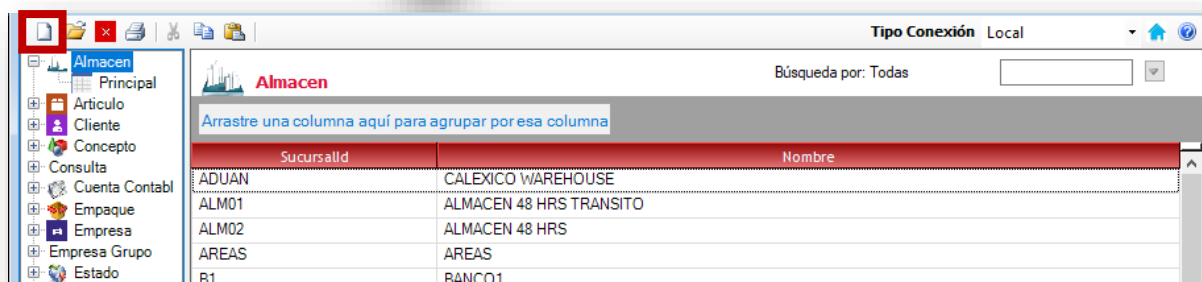 Tipo Conexión Local
Almacen
Principal
Articulo
Cliente
Concepto
Consulta
Cuenta Contabl
Empaque
Empresa
Empresa Grupo
Estado
Almacen
Búsqueda por: Todas
Arrastre una columna aquí para agrupar por esa columna
SucursalId Nombre
ADUAN CALEXICO WAREHOUSE
ALM01 ALMACEN 48 HRS TRANSITO
ALM02 ALMACEN 48 HRS
AREAS AREAS
B1 BANCO1